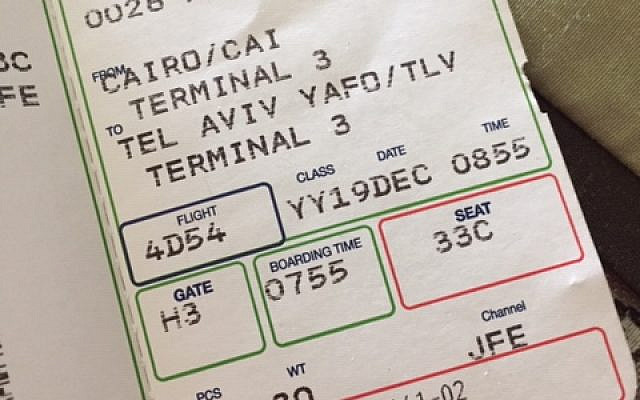 0028
FROM CAIRO/CAI
TERMINAL 3
TO TEL AVIV YAFO/TLV
TERMINAL 3
CLASS DATE TIME
YY19DEC 0855
FLIGHT
4D54
GATE
H3
BOARDING TIME
0755
SEAT
33C
Channel
JFE
PCS WT
3C
FE